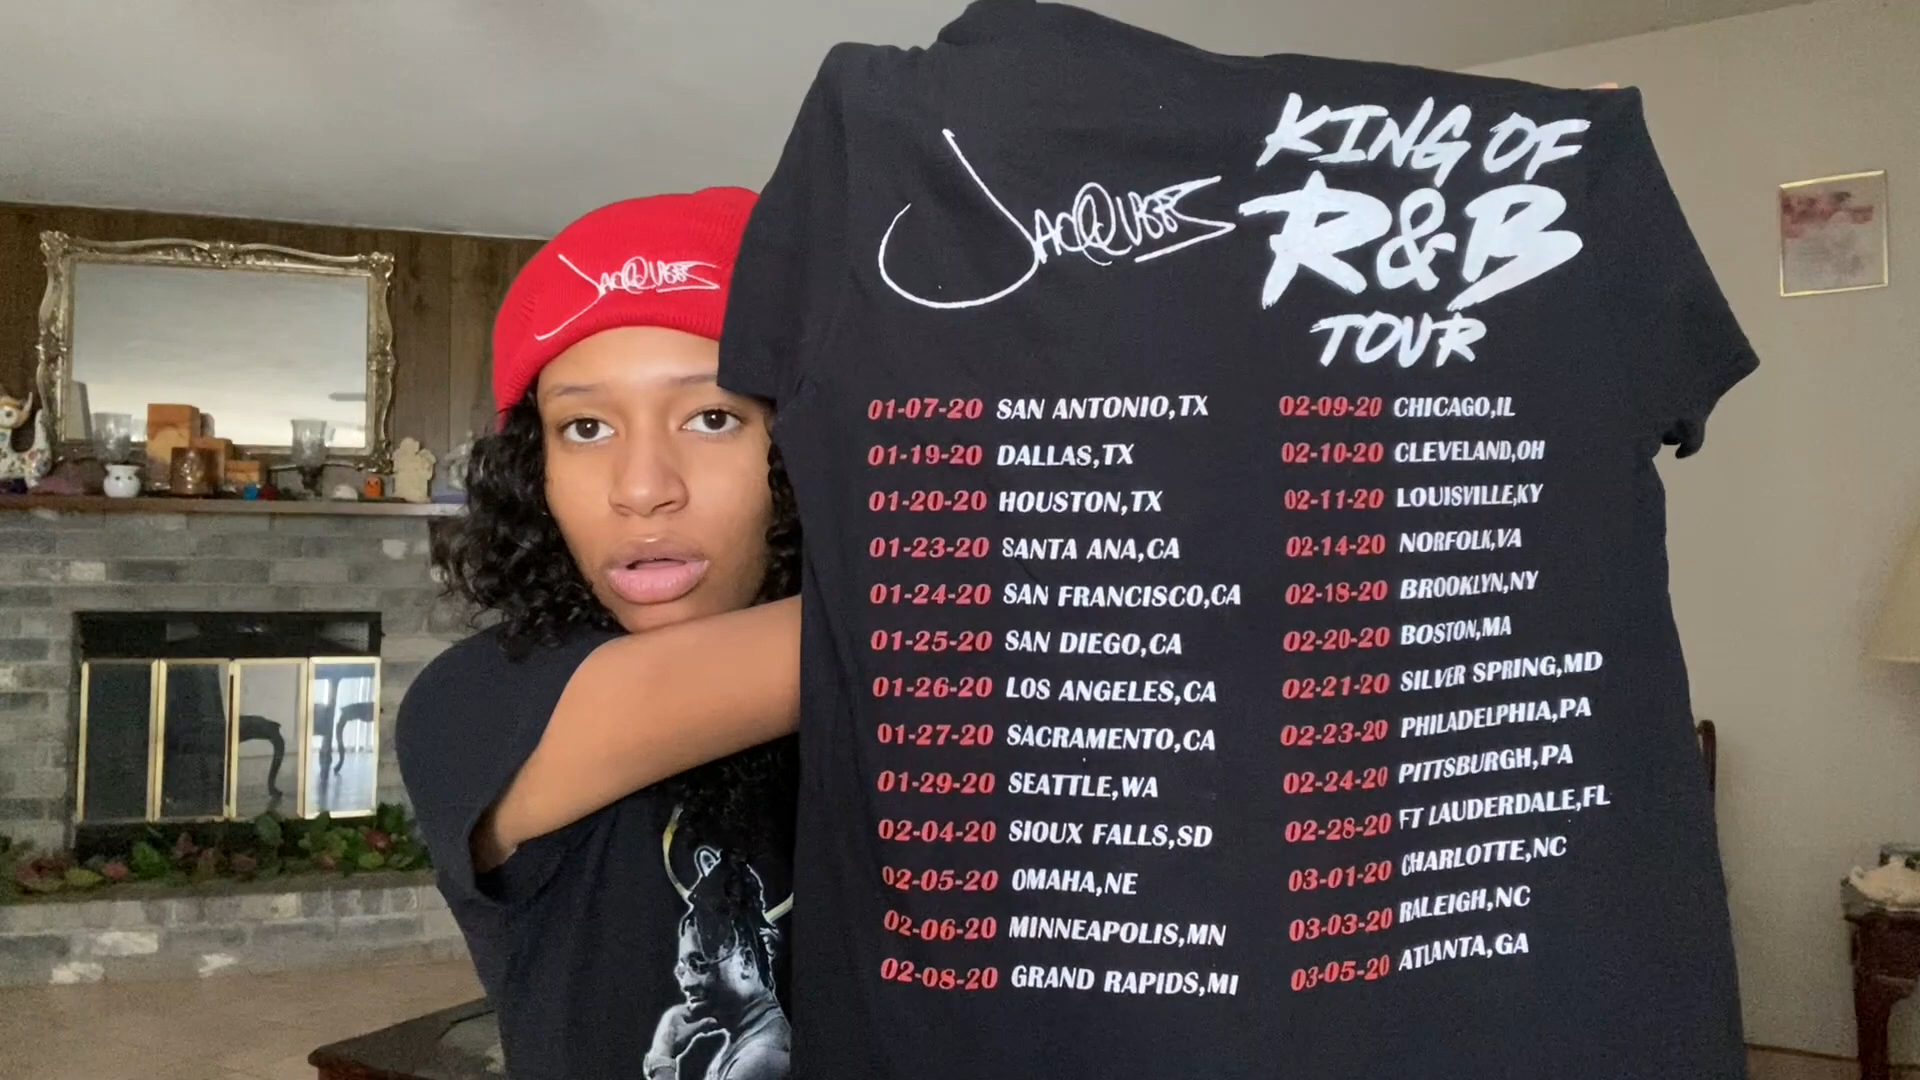 JACQUEES
JACQUEES
KING OF
R&B
TOUR
01-07-20 SAN ANTONIO,TX
01-19-20 DALLAS,TX
01-20-20 HOUSTON,TX
01-23-20 SANTA ANA,CA
01-24-20 SAN FRANCISCO,CA
01-25-20 SAN DIEGO,CA
01-26-20 LOS ANGELES,CA
01-27-20 SACRAMENTO,CA
01-29-20 SEATTLE,WA
02-04-20 SIOUX FALLS,SD
02-05-20 OMAHA,NE
02-06-20 MINNEAPOLIS,MN
02-08-20 GRAND RAPIDS,MI
02-09-20 CHICAGO,IL
02-10-20 CLEVELAND,OH
02-11-20 LOUISVILLE,KY
02-14-20 NORFOLK,VA
02-18-20 BROOKLYN,NY
02-20-20 BOSTON,MA
02-21-20 SILVER SPRING,MD
02-23-20 PHILADELPHIA,PA
02-24-20 PITTSBURGH,PA
02-28-20 FT LAUDERDALE,FL
03-01-20 CHARLOTTE,NC
03-03-20 RALEIGH,NC
03-05-20 ATLANTA,GA